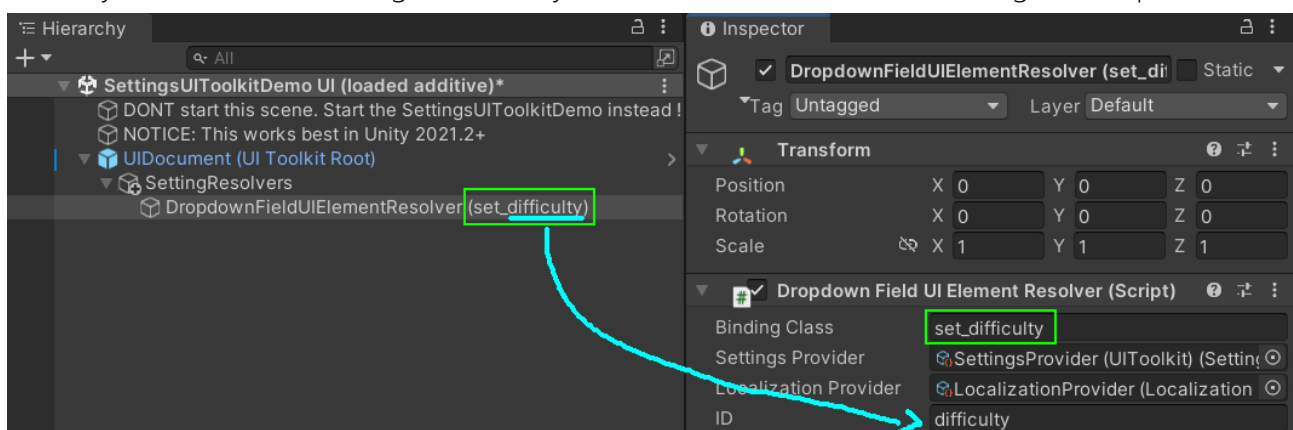 Hierarchy
All
SettingsUIToolkitDemo UI (loaded additive)*
DONT start this scene. Start the SettingsUIToolkitDemo instead !
NOTICE: This works best in Unity 2021.2+
UIDocument (UI Toolkit Root)
SettingResolvers
DropdownFieldUIElementResolver (set_difficulty)
Inspector
DropdownFieldUIElementResolver (set_dif
Static
Tag Untagged Layer Default
Transform
Position X 0 Y 0 Z 0
Rotation X 0 Y 0 Z 0
Scale X 1 Y 1 Z 1
# Dropdown Field UI Element Resolver (Script)
Binding Class set_difficulty
Settings Provider SettingsProvider (UIToolkit) (Setting
Localization Provider LocalizationProvider (Localization
ID difficulty